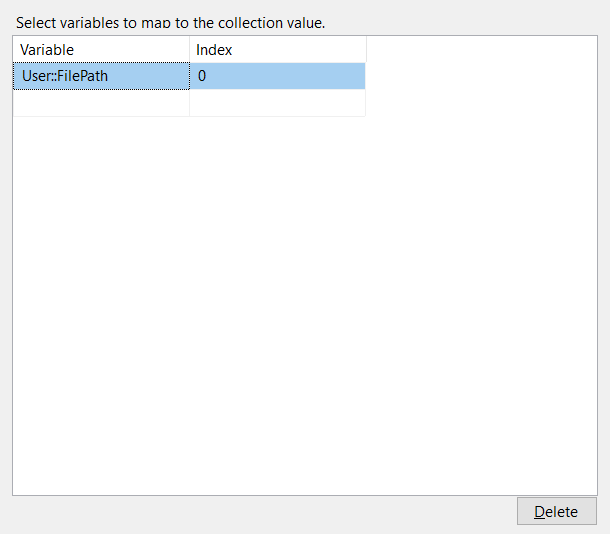 Select variables to map to the collection value.
Variable Index
User::FilePath 0
Delete